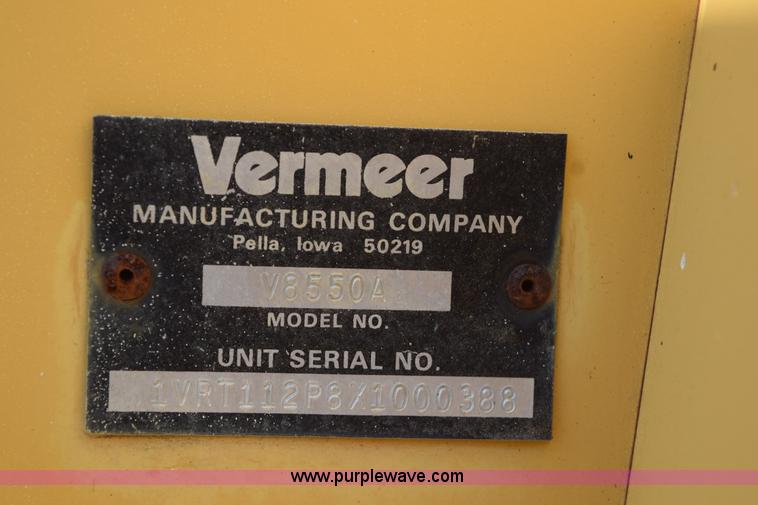 Vermeer
MANUFACTURING COMPANY
Pella, Iowa 50219
V8550A
MODEL NO.
UNIT SERIAL NO.
1VRT112P8X1000388
www.purplewave.com